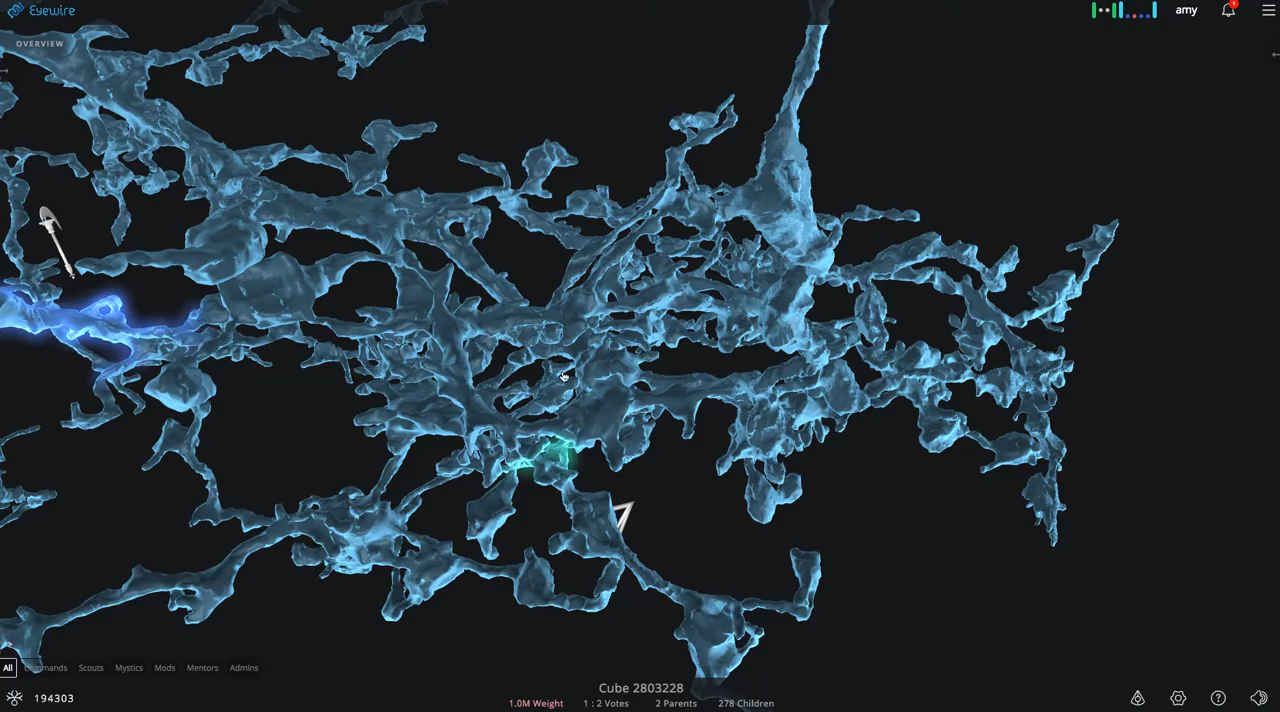 Eyewire
amy
1
OVERVIEW
All
Scouts
Mystics
Mods
Mentors
Admins
194303
Cube 2803228
1.0M Weight
1 : 2 Votes
2 Parents
278 Children
?